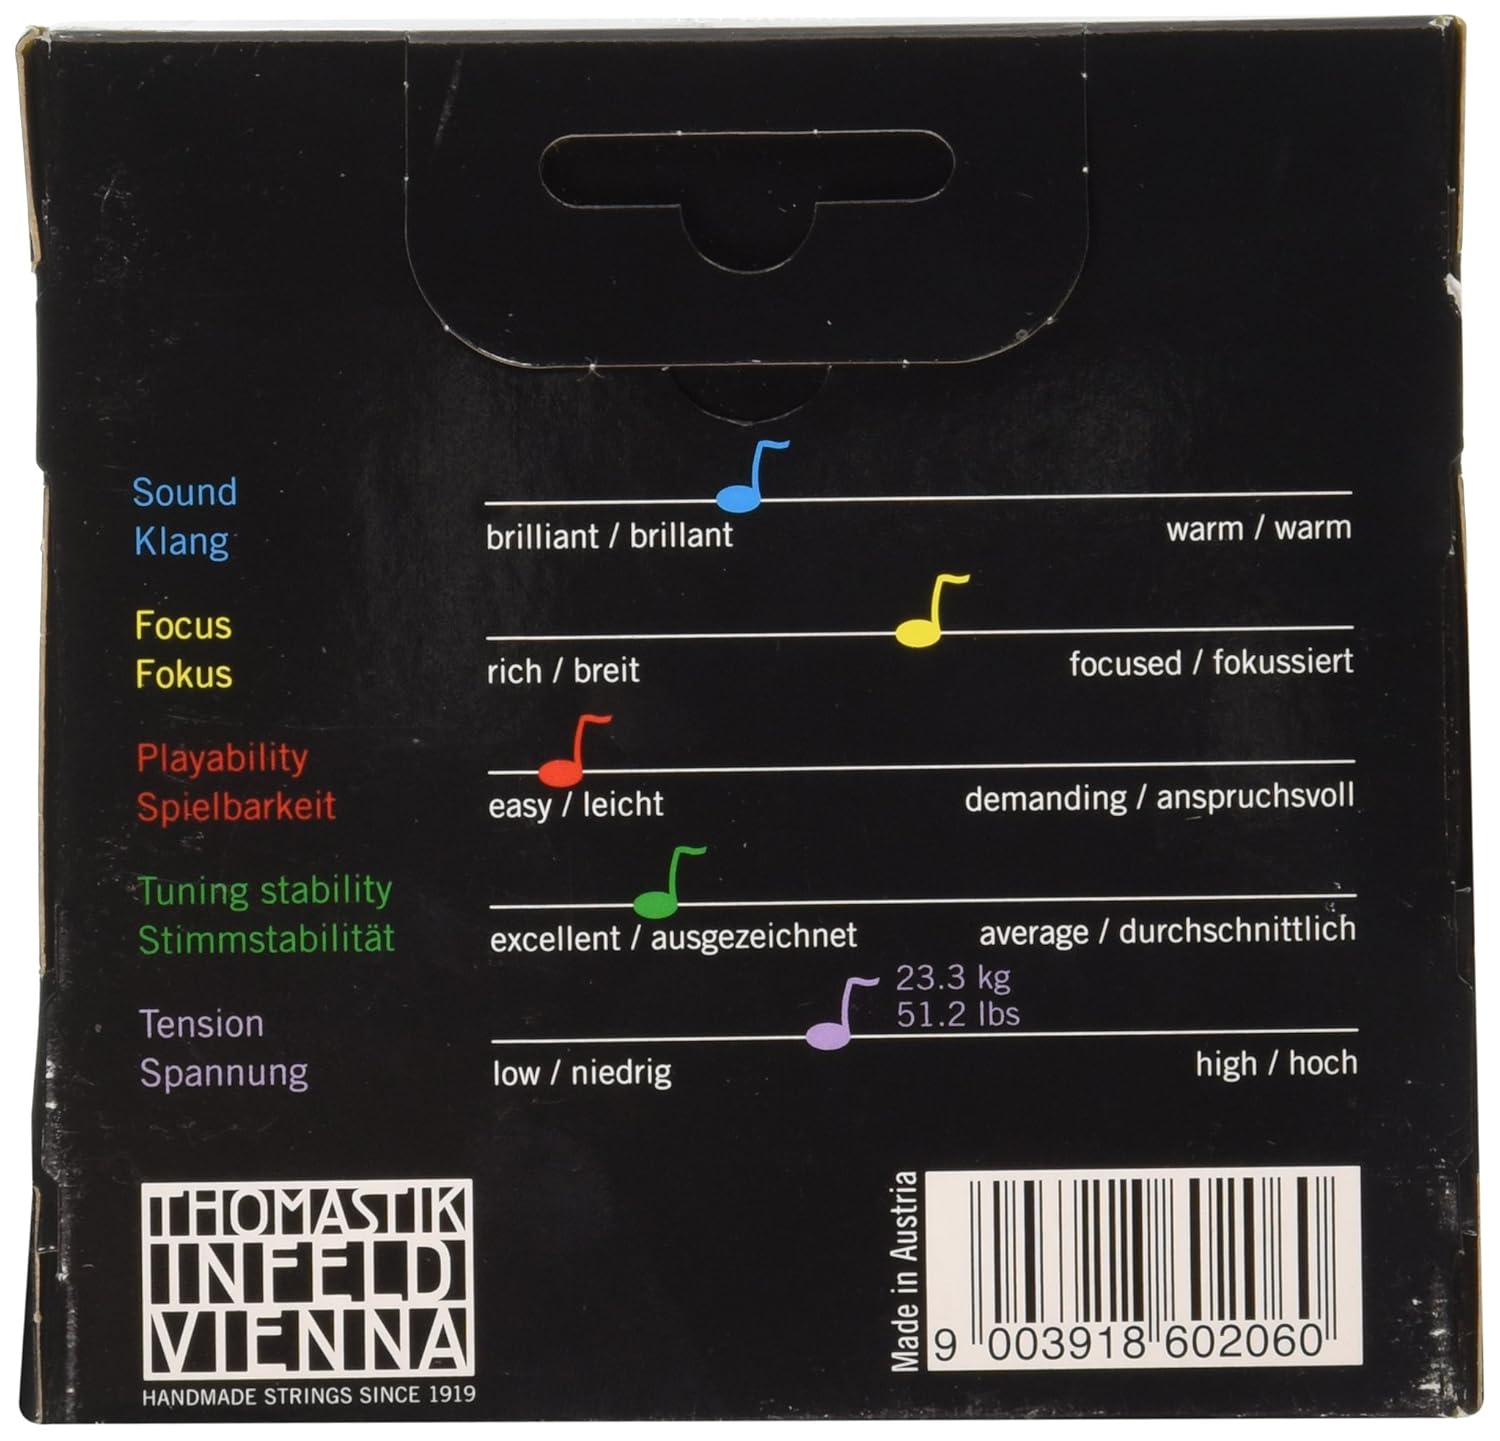 Sound
Klang
brilliant / brillant
warm / warm
Focus
Fokus
rich / breit
focused / fokussiert
Playability
Spielbarkeit
easy / leicht
demanding / anspruchsvoll
Tuning stability
Stimmstabilität
excellent / ausgezeichnet
average / durchschnittlich
Tension
Spannung
23.3 kg
51.2 lbs
low / niedrig
high / hoch
THOMASTIK
INFELD
VIENNA
HANDMADE STRINGS SINCE 1919
Made in Austria
9 003918 602060